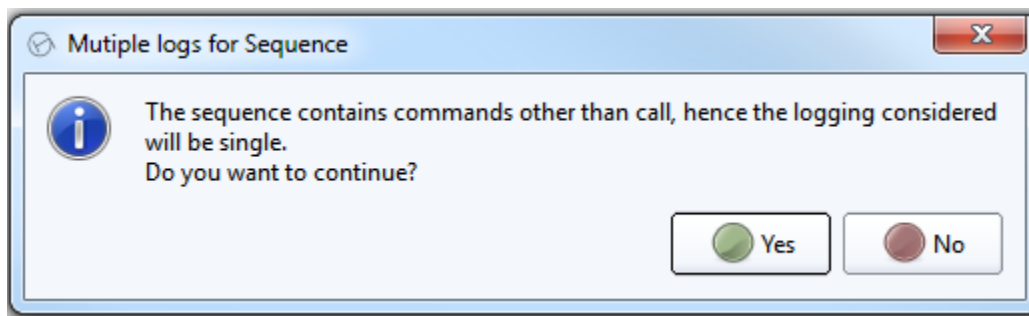 Mutiple logs for Sequence
The sequence contains commands other than call, hence the logging considered
will be single.
Do you want to continue?
Yes
No